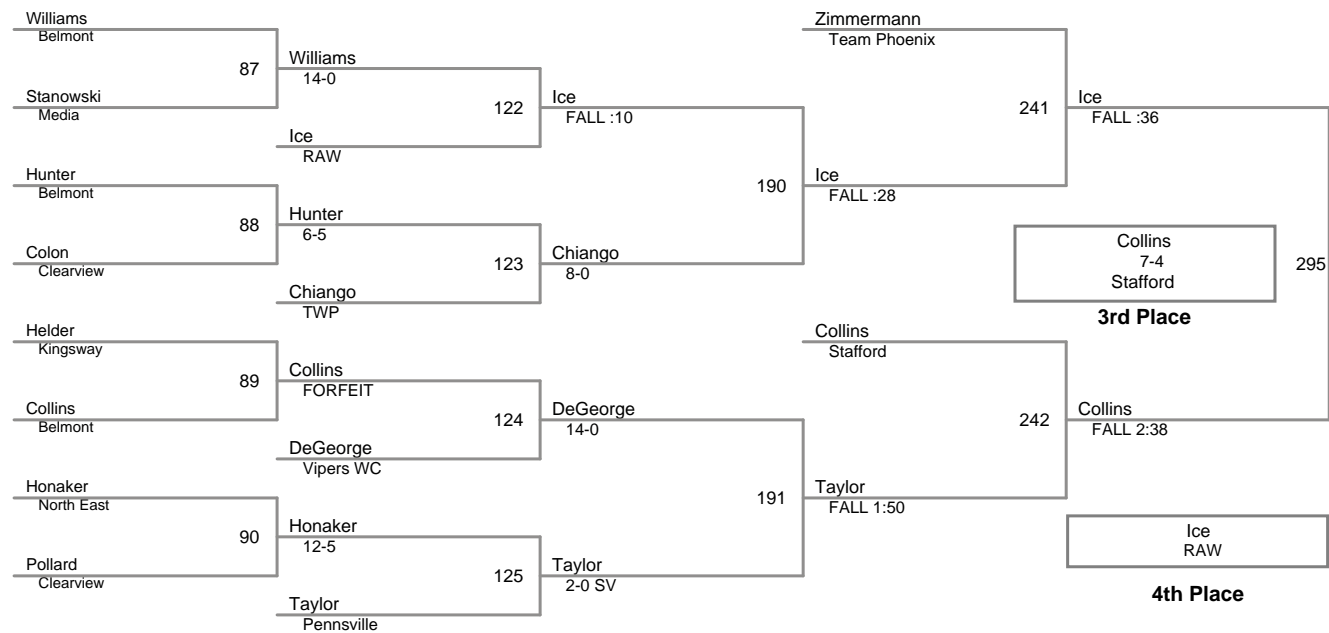 Williams
Belmont
87
Stanowski
Media
Hunter
Belmont
88
Colon
Clearview
Helder
Kingsway
89
Collins
Belmont
Honaker
North East
90
Pollard
Clearview
Williams
14-0
122
Ice
RAW
Hunter
6-5
123
Chiango
TWP
Collins
FORFEIT
124
DeGeorge
Vipers WC
Honaker
12-5
125
Taylor
Pennsville
Ice
FALL :10
190
Chiango
8-0
DeGeorge
14-0
191
Taylor
2-0 SV
Zimmermann
Team Phoenix
241
Ice
FALL :28
Collins
Stafford
242
Taylor
FALL 1:50
Ice
FALL :36
295
Collins
FALL 2:38
Collins
7-4
Stafford
3rd Place
Ice
RAW
4th Place